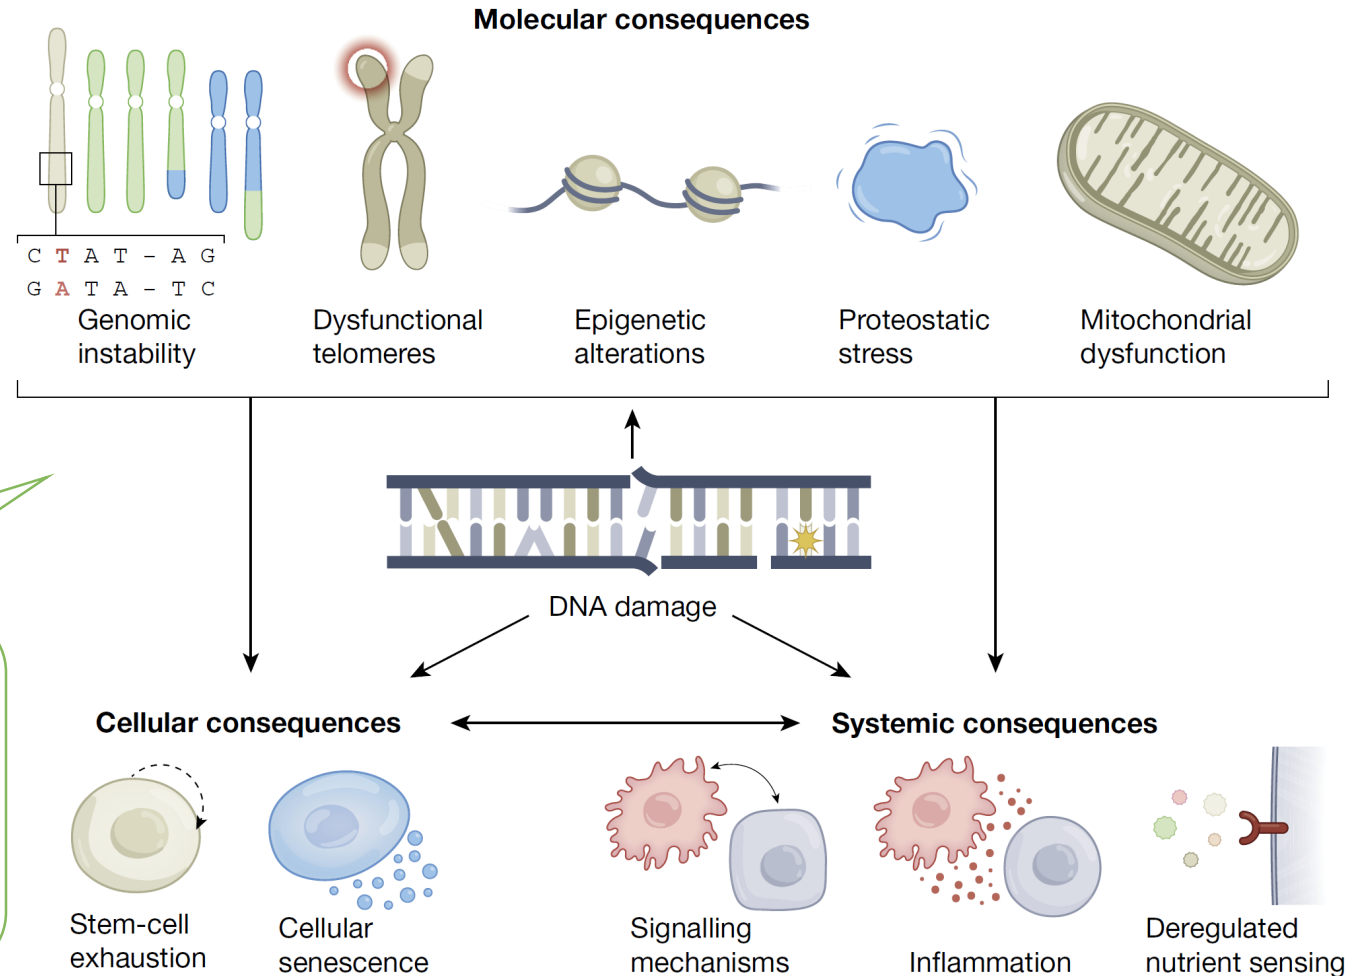 Molecular consequences
C T A T – A G
G A T A – T C
Genomic
instability
Dysfunctional
telomeres
Epigenetic
alterations
Proteostatic
stress
Mitochondrial
dysfunction
DNA damage
Cellular consequences
Systemic consequences
Stem-cell
exhaustion
Cellular
senescence
Signalling
mechanisms
Inflammation
Deregulated
nutrient sensing